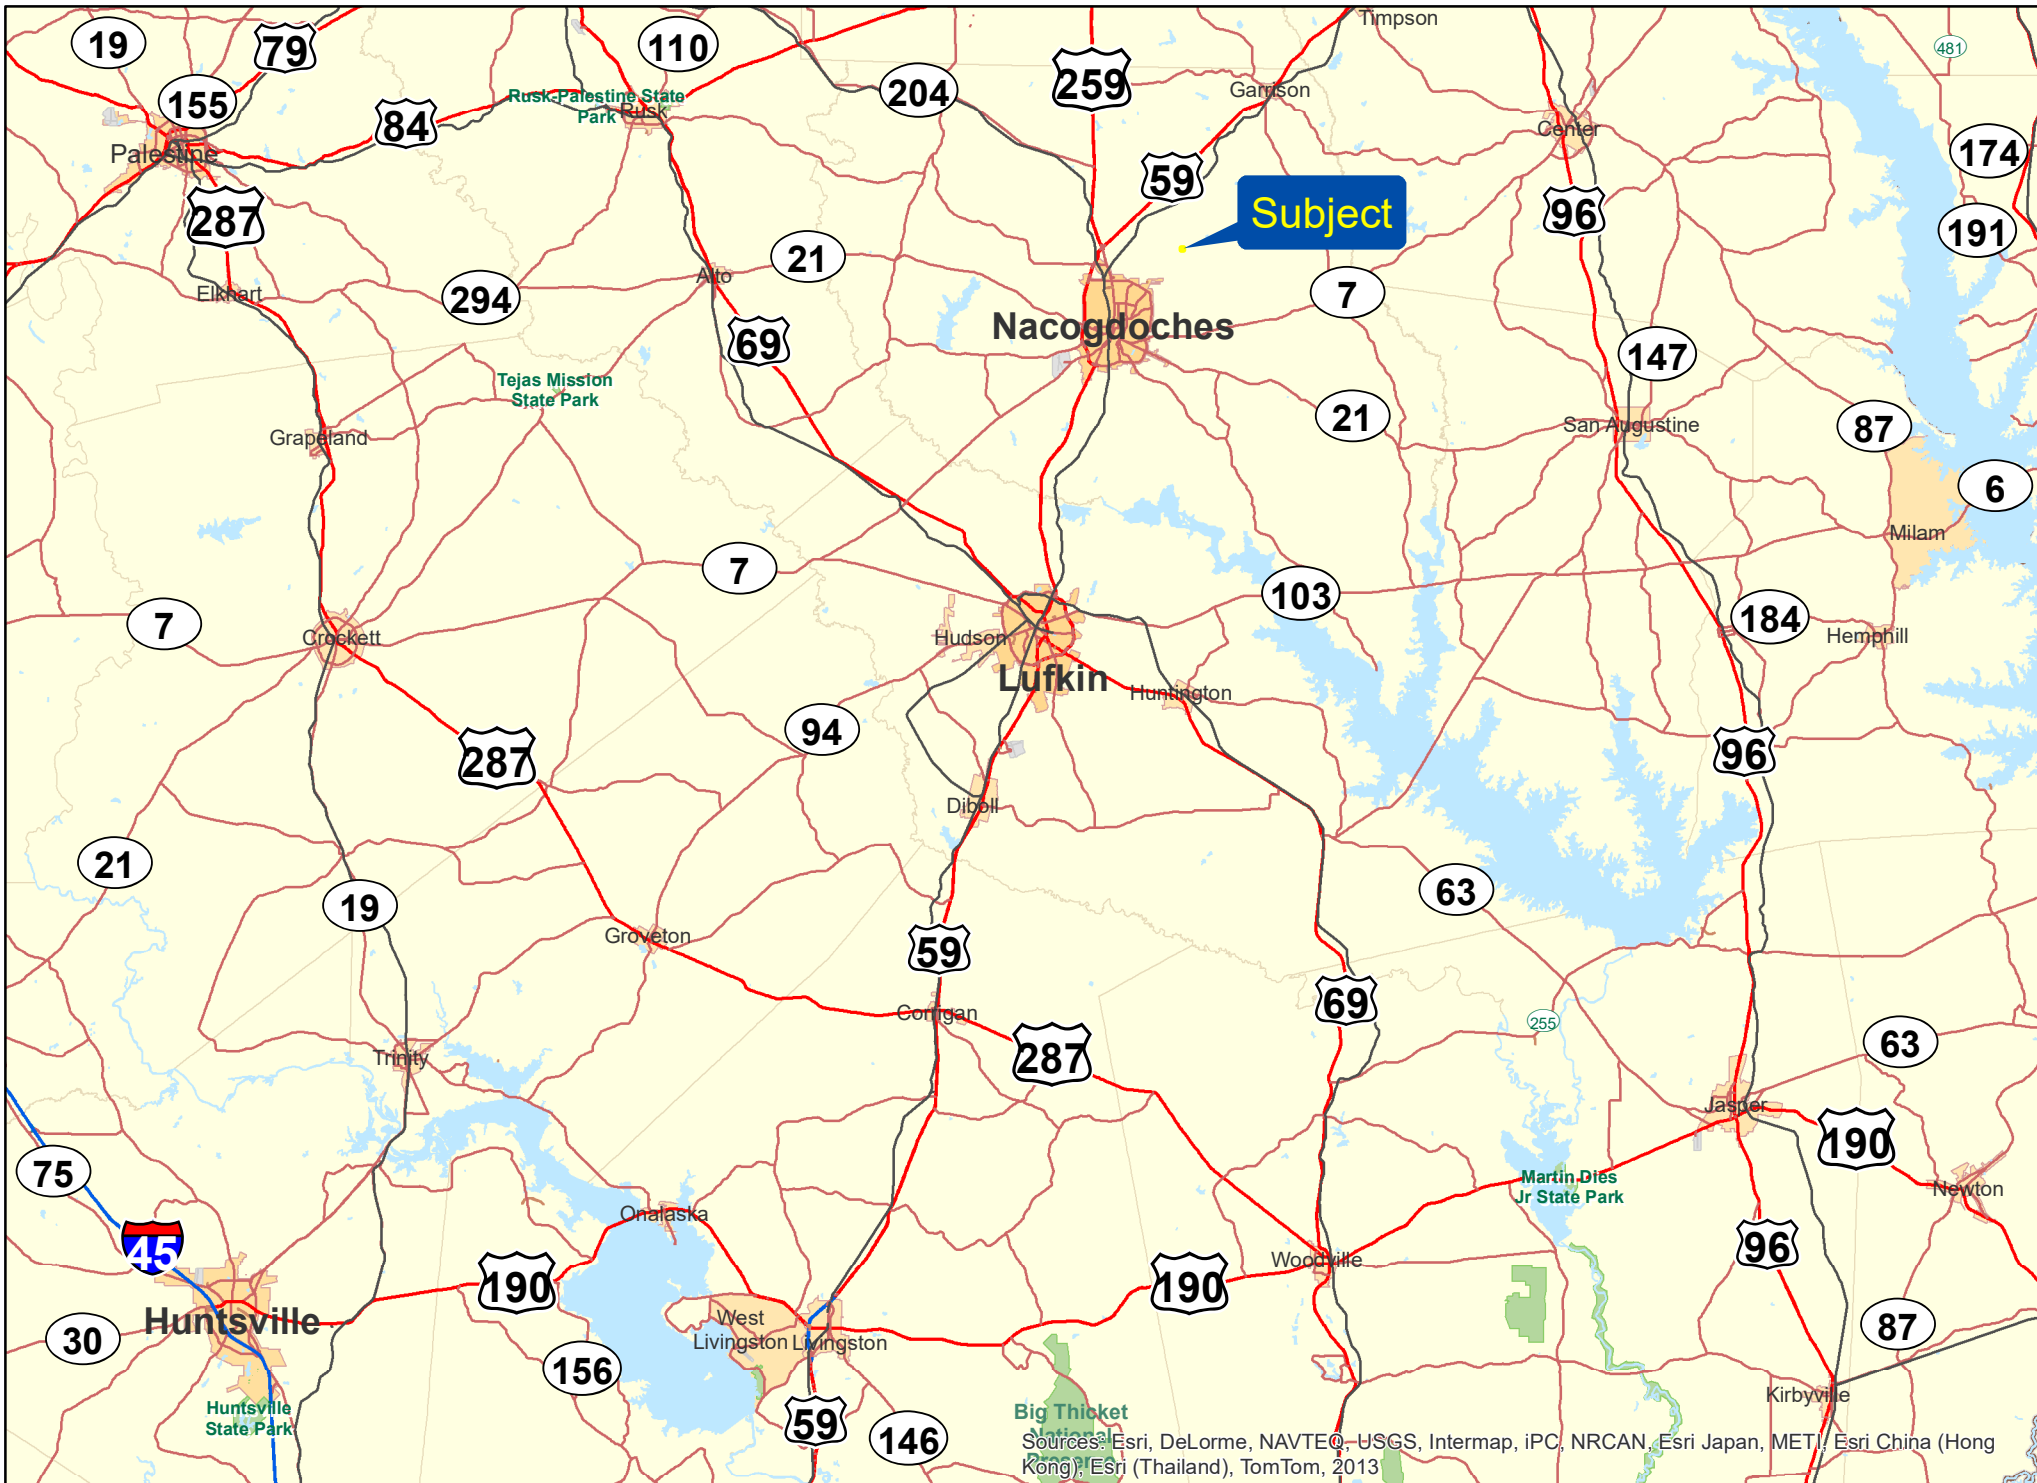 Timpson
19
79
110
481
259
204
Garrison
155
Rusk-Palestine State
Park
Rusk
84
Center
Palestine
174
59
Subject
96
287
191
21
Alto
Elkhart
294
7
Nacogdoches
69
147
Tejas Mission
State Park
21
San Augustine
87
Grapeland
6
Milam
7
103
7
184
Crockett
Hudson
Hemphill
Lufkin
Huntington
94
287
96
Diboll
21
63
19
Groveton
59
69
Corrigan
255
63
287
Trinity
Jasper
190
75
Martin Dies
Jr State Park
Newton
Onalaska
45
96
Woodville
190
190
Huntsville
West
Livingston
Livingston
87
30
156
Kirbyville
Huntsville
State Park
59
146
Big Thicket
National
Preserve
Sources: Esri, DeLorme, NAVTEQ, USGS, Intermap, iPC, NRCAN, Esri Japan, METI, Esri China (Hong
Kong), Esri (Thailand), TomTom, 2013